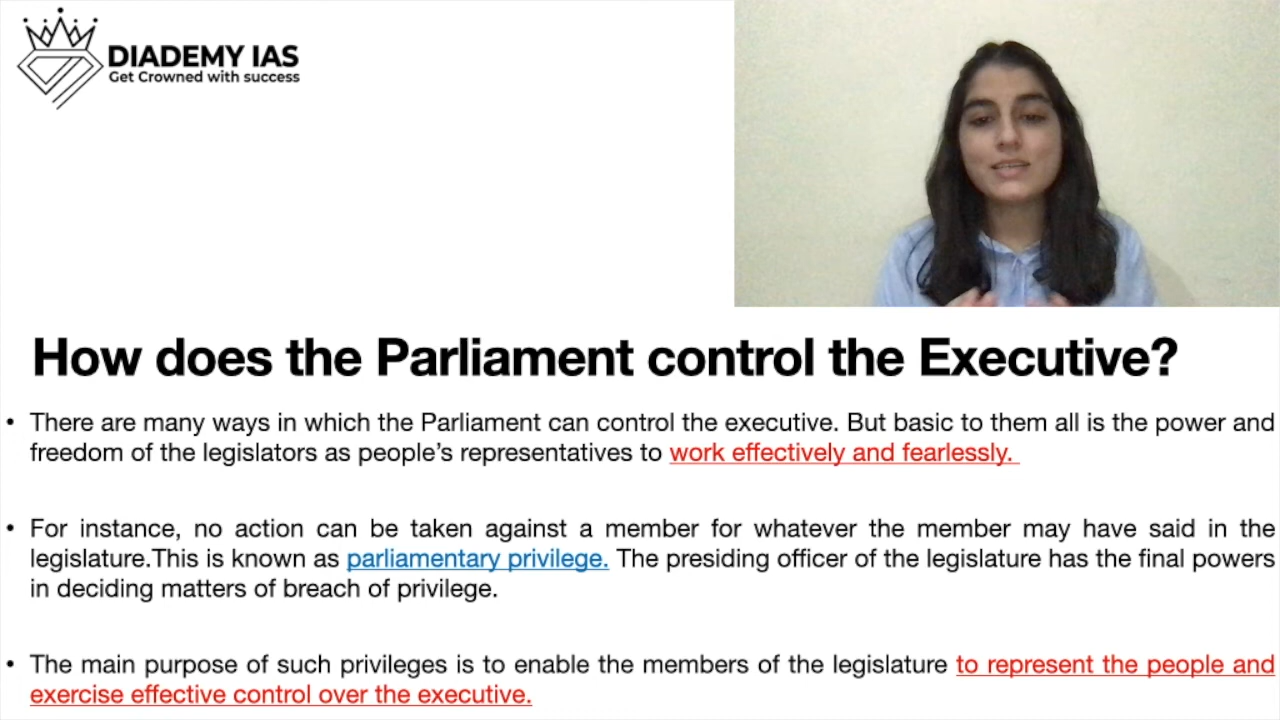 DIADEMY IAS
Get Crowned with success
How does the Parliament control the Executive?
• There are many ways in which the Parliament can control the executive. But basic to them all is the power and
freedom of the legislators as people’s representatives to work effectively and fearlessly.
• For instance, no action can be taken against a member for whatever the member may have said in the
legislature.This is known as parliamentary privilege. The presiding officer of the legislature has the final powers
in deciding matters of breach of privilege.
• The main purpose of such privileges is to enable the members of the legislature to represent the people and
exercise effective control over the executive.